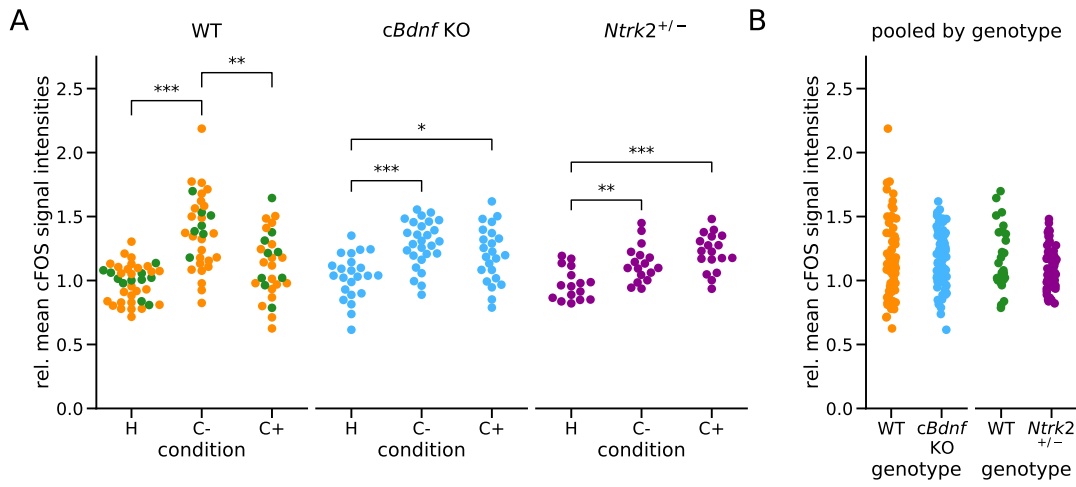 A
WT
cBdnf KO
Ntrk2+/−
B
pooled by genotype
rel. mean cFOS signal intensities
2.5
2.0
1.5
1.0
0.5
0.0
***
**
*
***
***
**
H
C-
C+
condition
H
C-
C+
condition
H
C-
C+
condition
rel. mean cFOS signal intensities
2.5
2.0
1.5
1.0
0.5
0.0
WT
cBdnf
KO
genotype
WT
Ntrk2
+/−
genotype